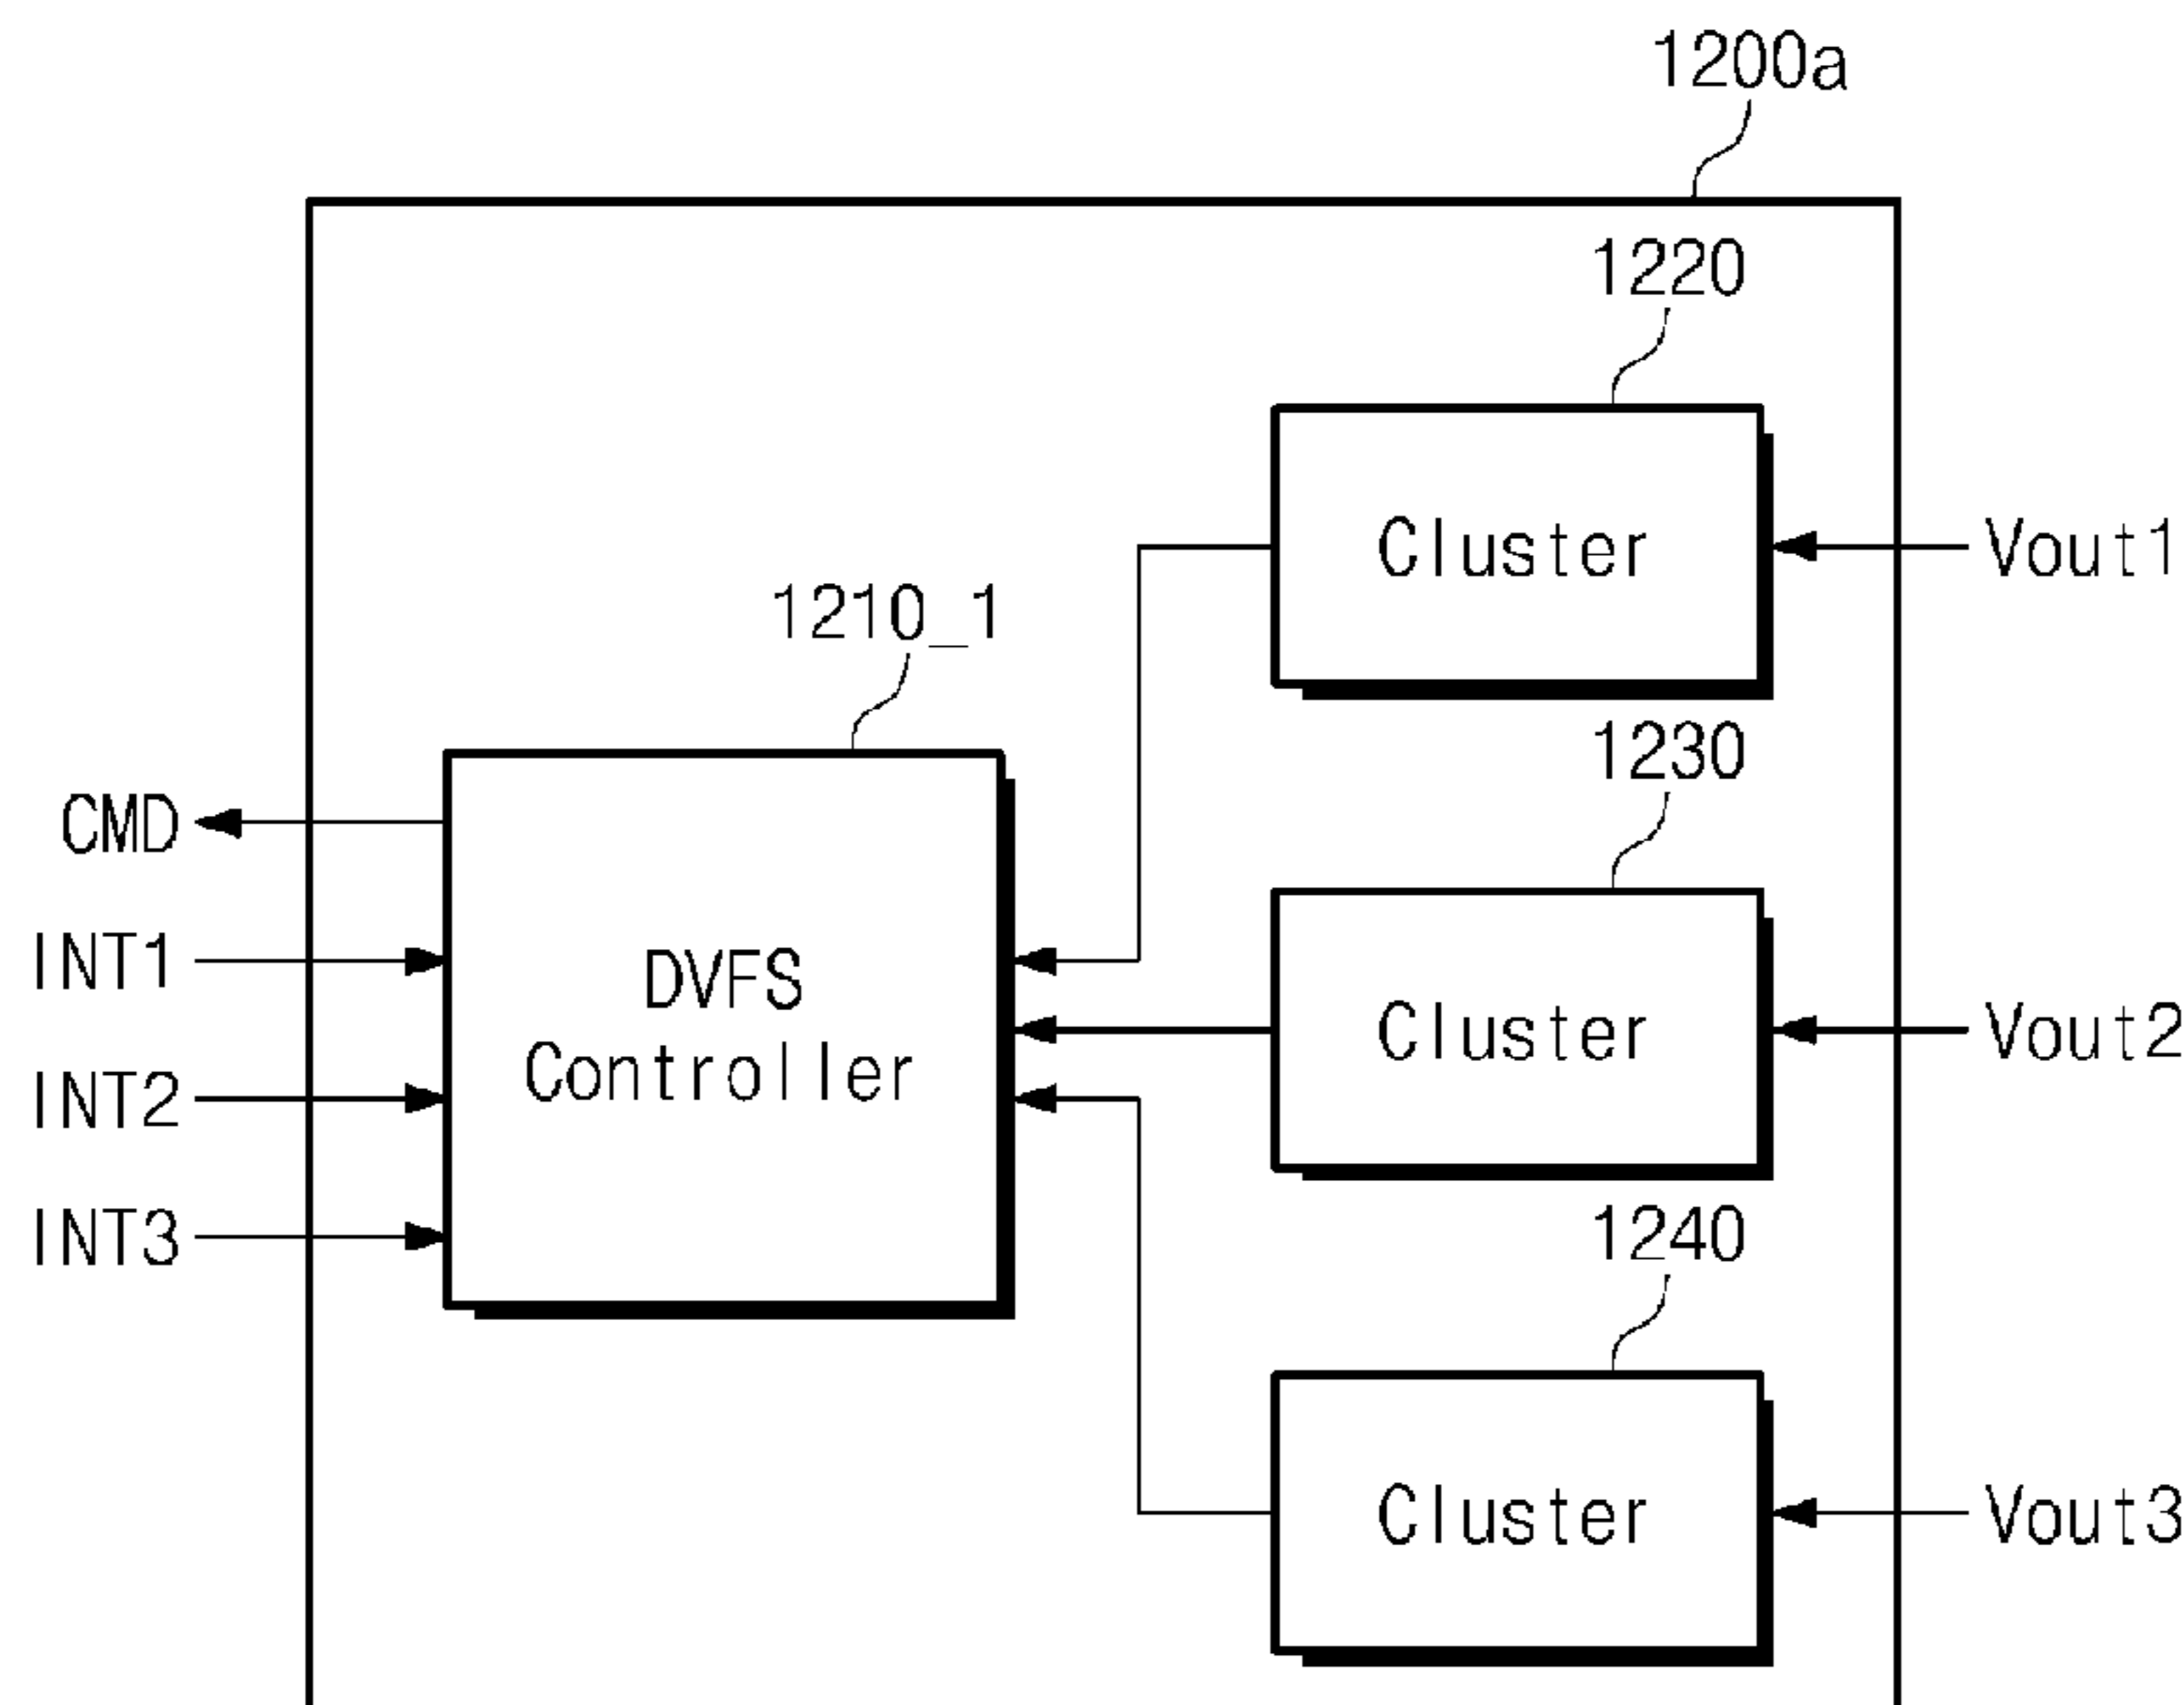 1200a
1220
Cluster
Vout1
1210_1
1230
CMD
INT1
DVFS
Controller
Cluster
Vout2
INT2
INT3
1240
Cluster
Vout3